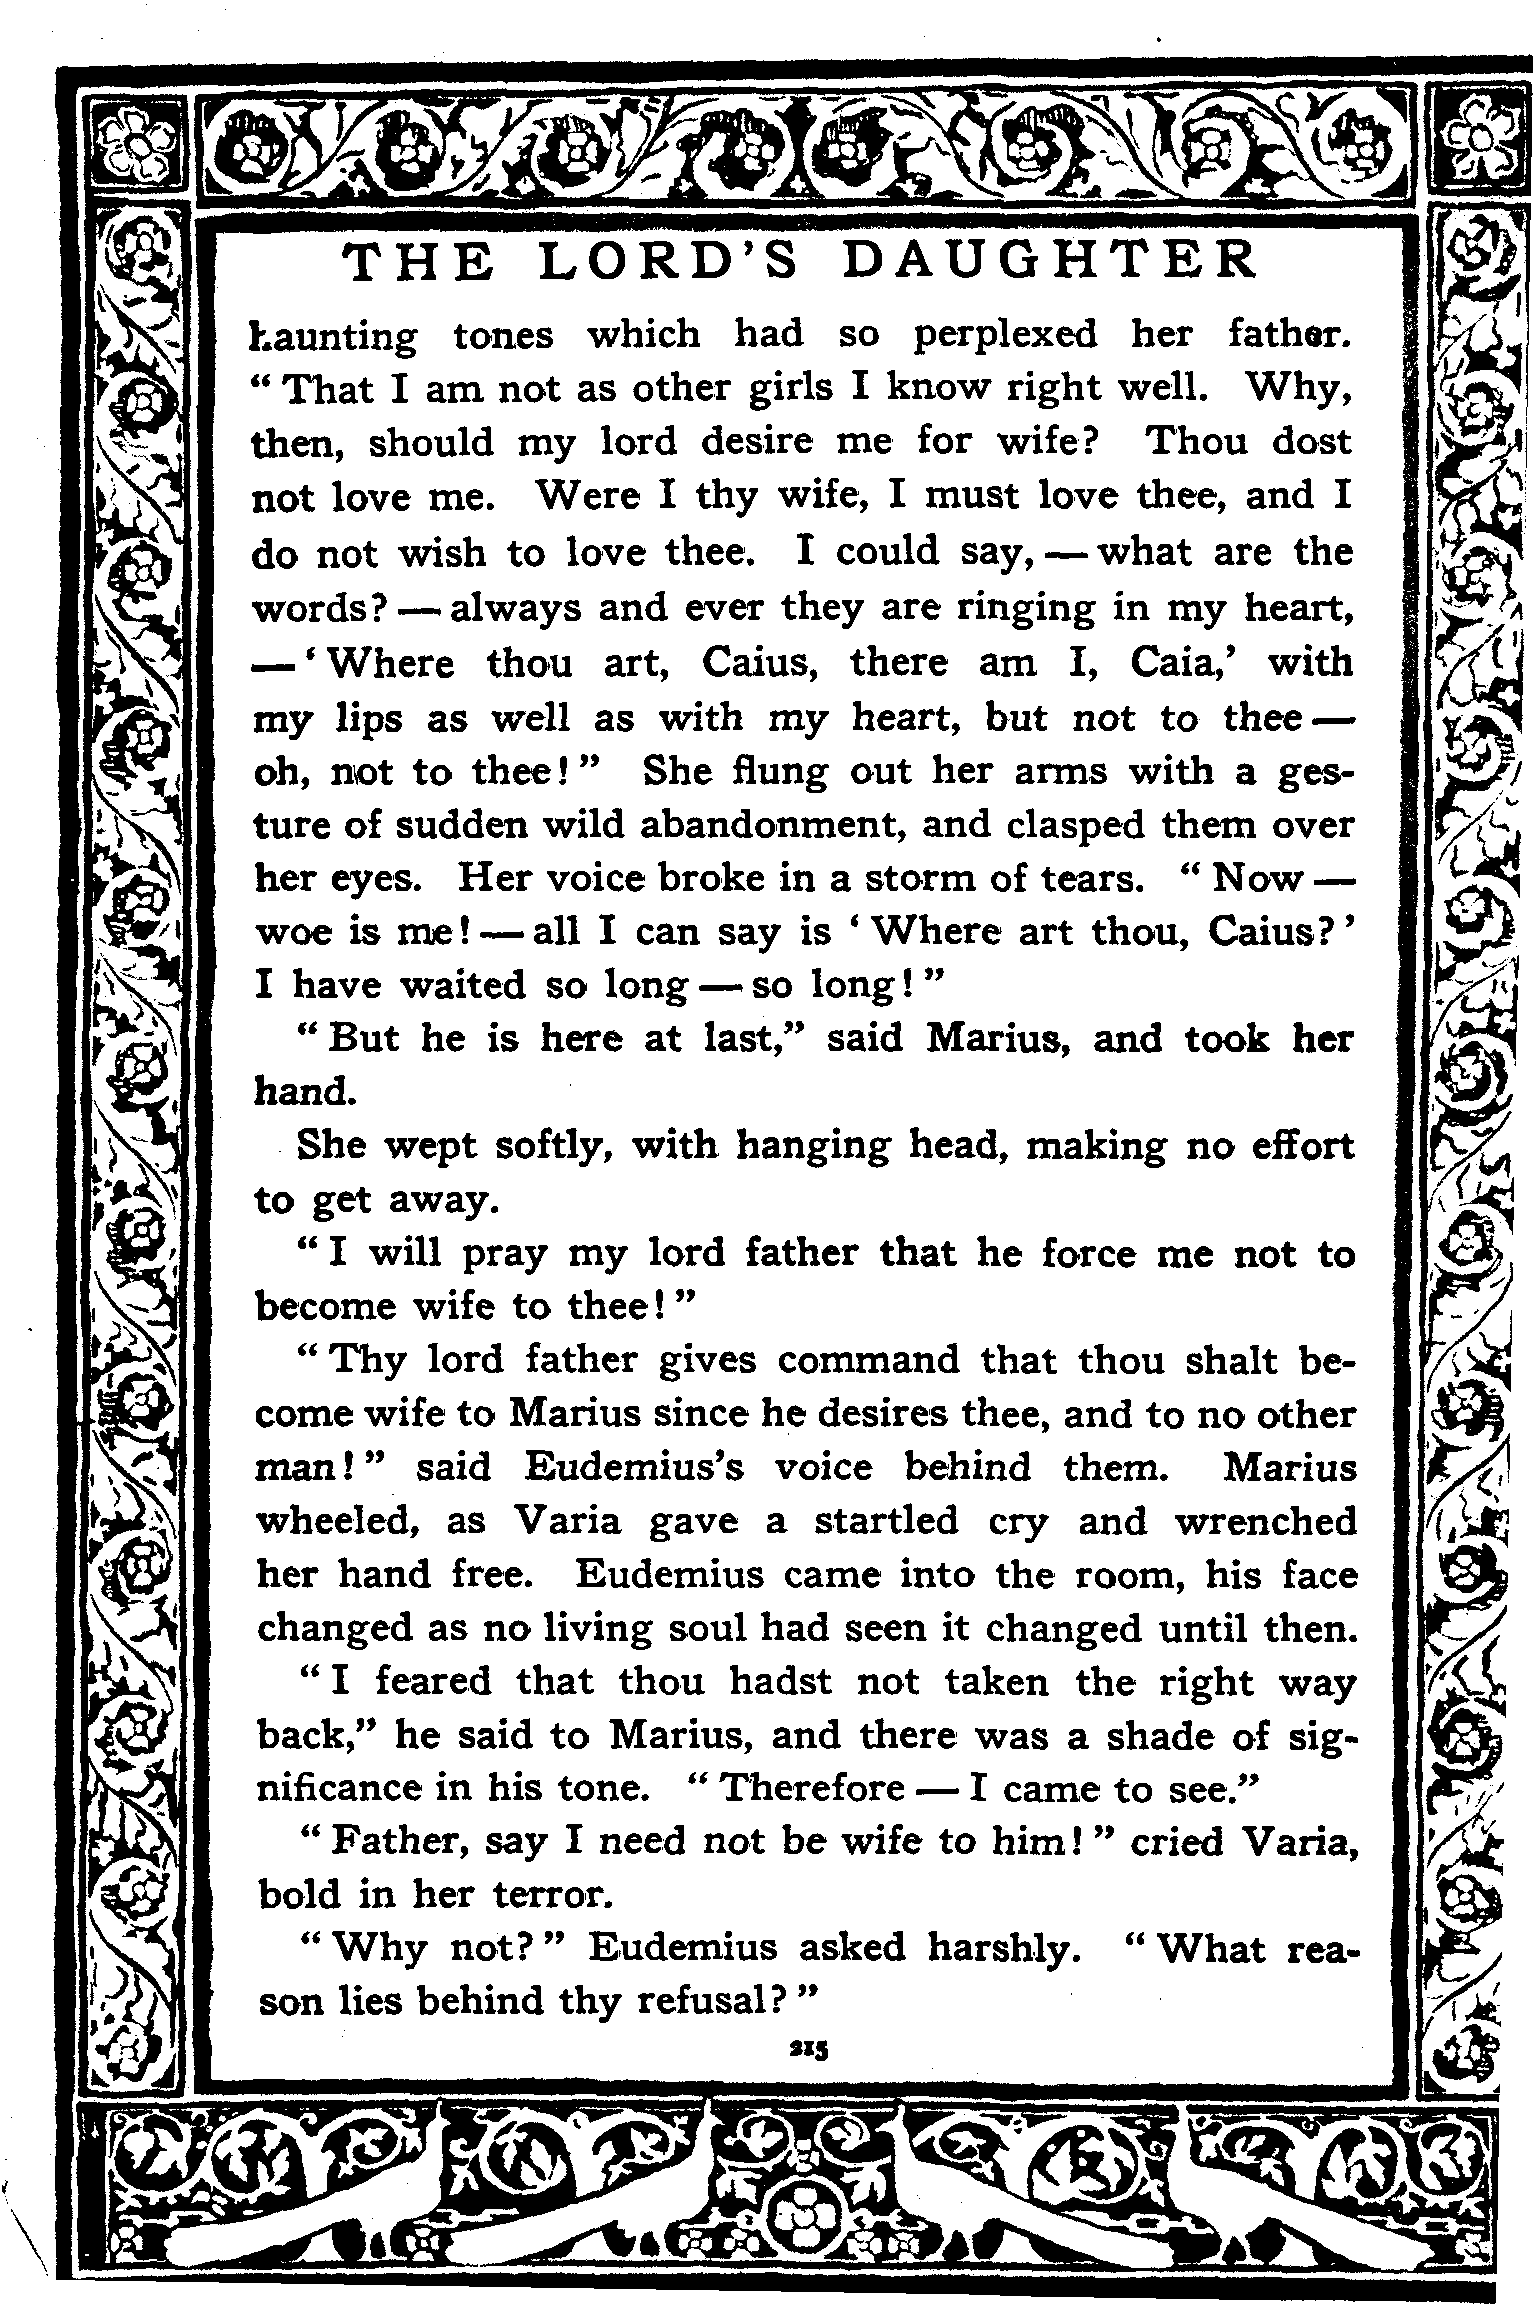 THE LORD'S DAUGHTER
haunting tones which had so perplexed her father.
“That I am not as other girls I know right well. Why,
then, should my lord desire me for wife? Thou dost
not love me. Were I thy wife, I must love thee, and I
do not wish to love thee. I could say,—what are the
words?—always and ever they are ringing in my heart,
—‘Where thou art, Caius, there am I, Caia,’ with
my lips as well as with my heart, but not to thee—
oh, not to thee!” She flung out her arms with a ges-
ture of sudden wild abandonment, and clasped them over
her eyes. Her voice broke in a storm of tears. “Now—
woe is me!—all I can say is ‘Where art thou, Caius?’
I have waited so long—so long!”
“But he is here at last,” said Marius, and took her
hand.
She wept softly, with hanging head, making no effort
to get away.
“I will pray my lord father that he force me not to
become wife to thee!”
“Thy lord father gives command that thou shalt be-
come wife to Marius since he desires thee, and to no other
man!” said Eudemius's voice behind them. Marius
wheeled, as Varia gave a startled cry and wrenched
her hand free. Eudemius came into the room, his face
changed as no living soul had seen it changed until then.
“I feared that thou hadst not taken the right way
back,” he said to Marius, and there was a shade of sig-
nificance in his tone. “Therefore—I came to see.”
“Father, say I need not be wife to him!” cried Varia,
bold in her terror.
“Why not?” Eudemius asked harshly. “What rea-
son lies behind thy refusal?”
215